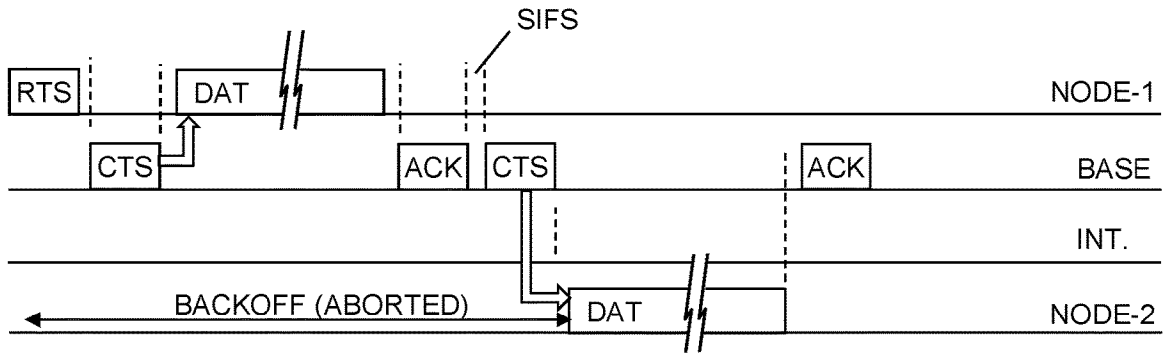 SIFS
RTS DAT NODE-1
CTS ACK CTS ACK BASE
INT.
BACKOFF (ABORTED) DAT NODE-2